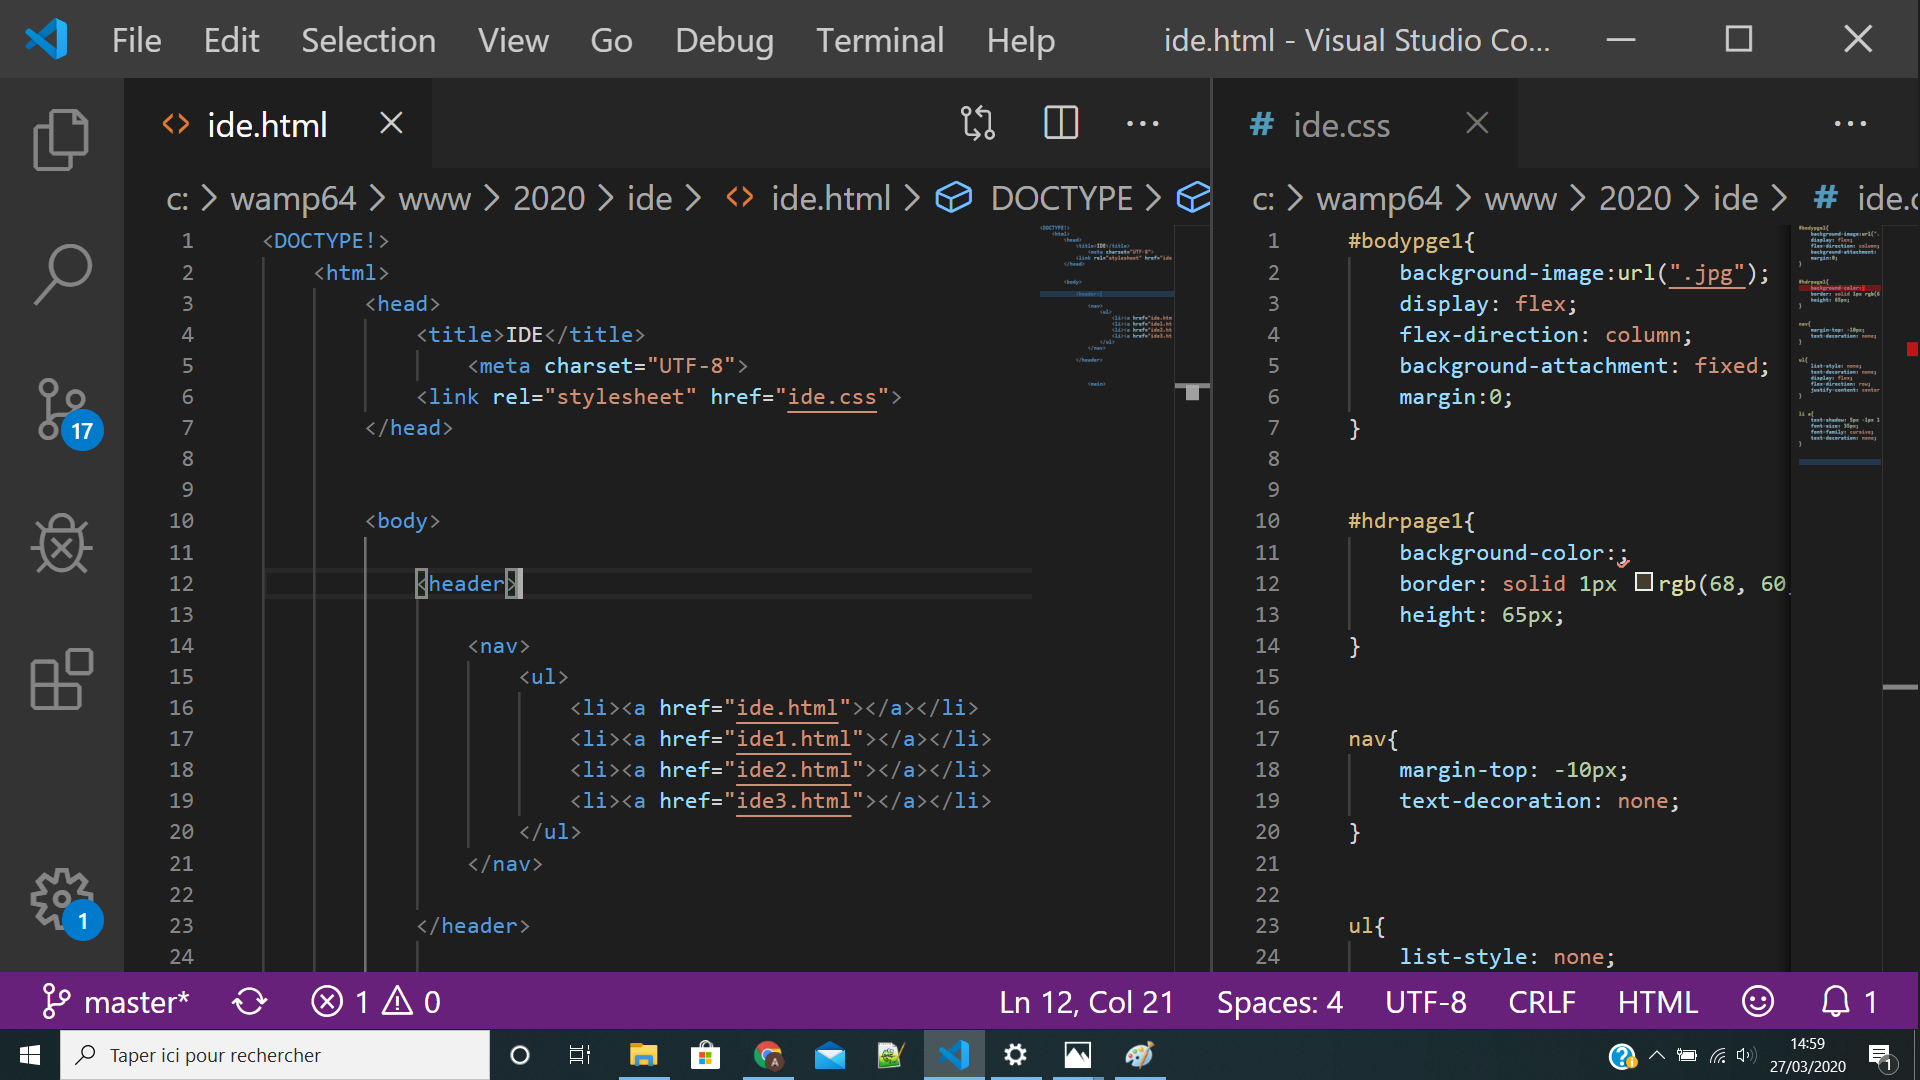 File Edit Selection View Go Debug Terminal Help ide.html - Visual Studio Co...
ide.html
ide.css
c: > wamp64 > www > 2020 > ide > ide.html > DOCTYPE >
c: > wamp64 > www > 2020 > ide >
1 <DOCTYPE!>
2 <html>
3 <head>
4 <title>IDE</title>
5 <meta charset="UTF-8">
6 <link rel="stylesheet" href="ide.css">
7 </head>
8
9
10 <body>
11
12 <header>
13
14 <nav>
15 <ul>
16 <li><a href="ide.html"></a></li>
17 <li><a href="ide1.html"></a></li>
18 <li><a href="ide2.html"></a></li>
19 <li><a href="ide3.html"></a></li>
20 </ul>
21 </nav>
22
23 </header>
24
1 #bodypge1{
2 background-image:url(".jpg");
3 display: flex;
4 flex-direction: column;
5 background-attachment: fixed;
6 margin:0;
7 }
8
9
10 #hdrpage1{
11 background-color:;
12 border: solid 1px rgb(68, 60
13 height: 65px;
14 }
15
16
17 nav{
18 margin-top: -10px;
19 text-decoration: none;
20 }
21
22
23 ul{
24 list-style: none;
17
1
master* 1 0 Ln 12, Col 21 Spaces: 4 UTF-8 CRLF HTML 1
Taper ici pour rechercher
14:59
27/03/2020
1